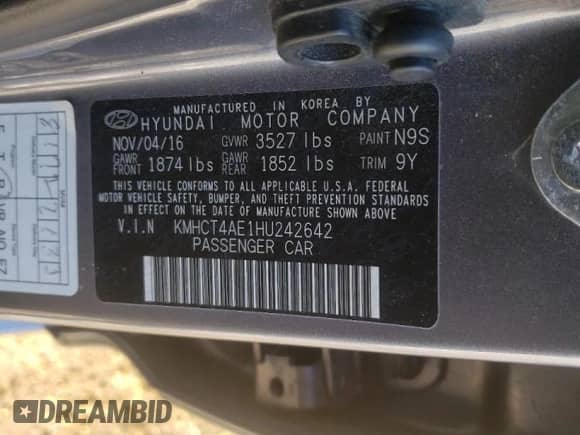 MANUFACTURED IN KOREA BY
HYUNDAI MOTOR COMPANY
NOV/04/16 GVWR 3527 lbs PAINT N9S
GAWR FRONT 1874 lbs GAWR REAR 1852 lbs TRIM 9Y
THIS VEHICLE CONFORMS TO ALL APPLICABLE U.S.A. FEDERAL
MOTOR VEHICLE SAFETY, BUMPER, AND THEFT PREVENTION STANDARDS
IN EFFECT ON THE DATE OF MANUFACTURE SHOWN ABOVE.
V.I.N KMHCT4AE1HU242642
PASSENGER CAR
DREAMBID